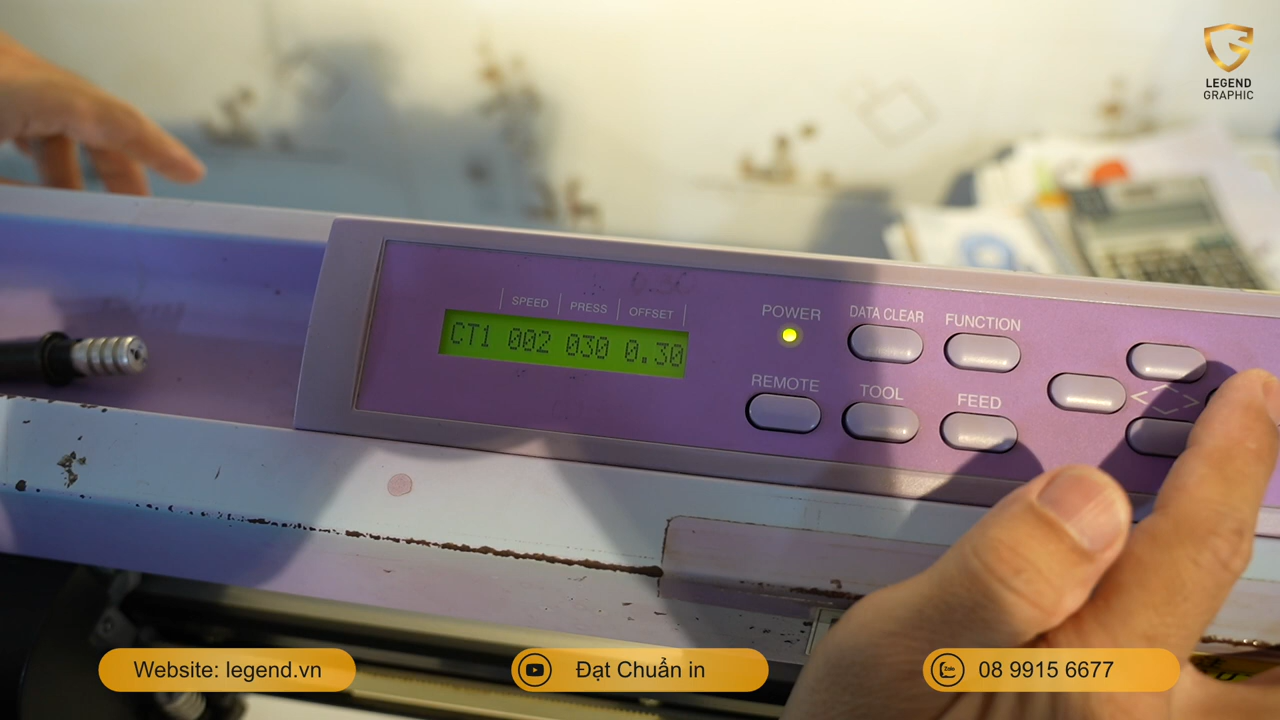 LEGEND
GRAPHIC
SPEED PRESS OFFSET
CT1 002 030 0.30
POWER
DATA CLEAR
FUNCTION
REMOTE
TOOL
FEED
Website: legend.vn
Đạt Chuẩn in
08 9915 6677